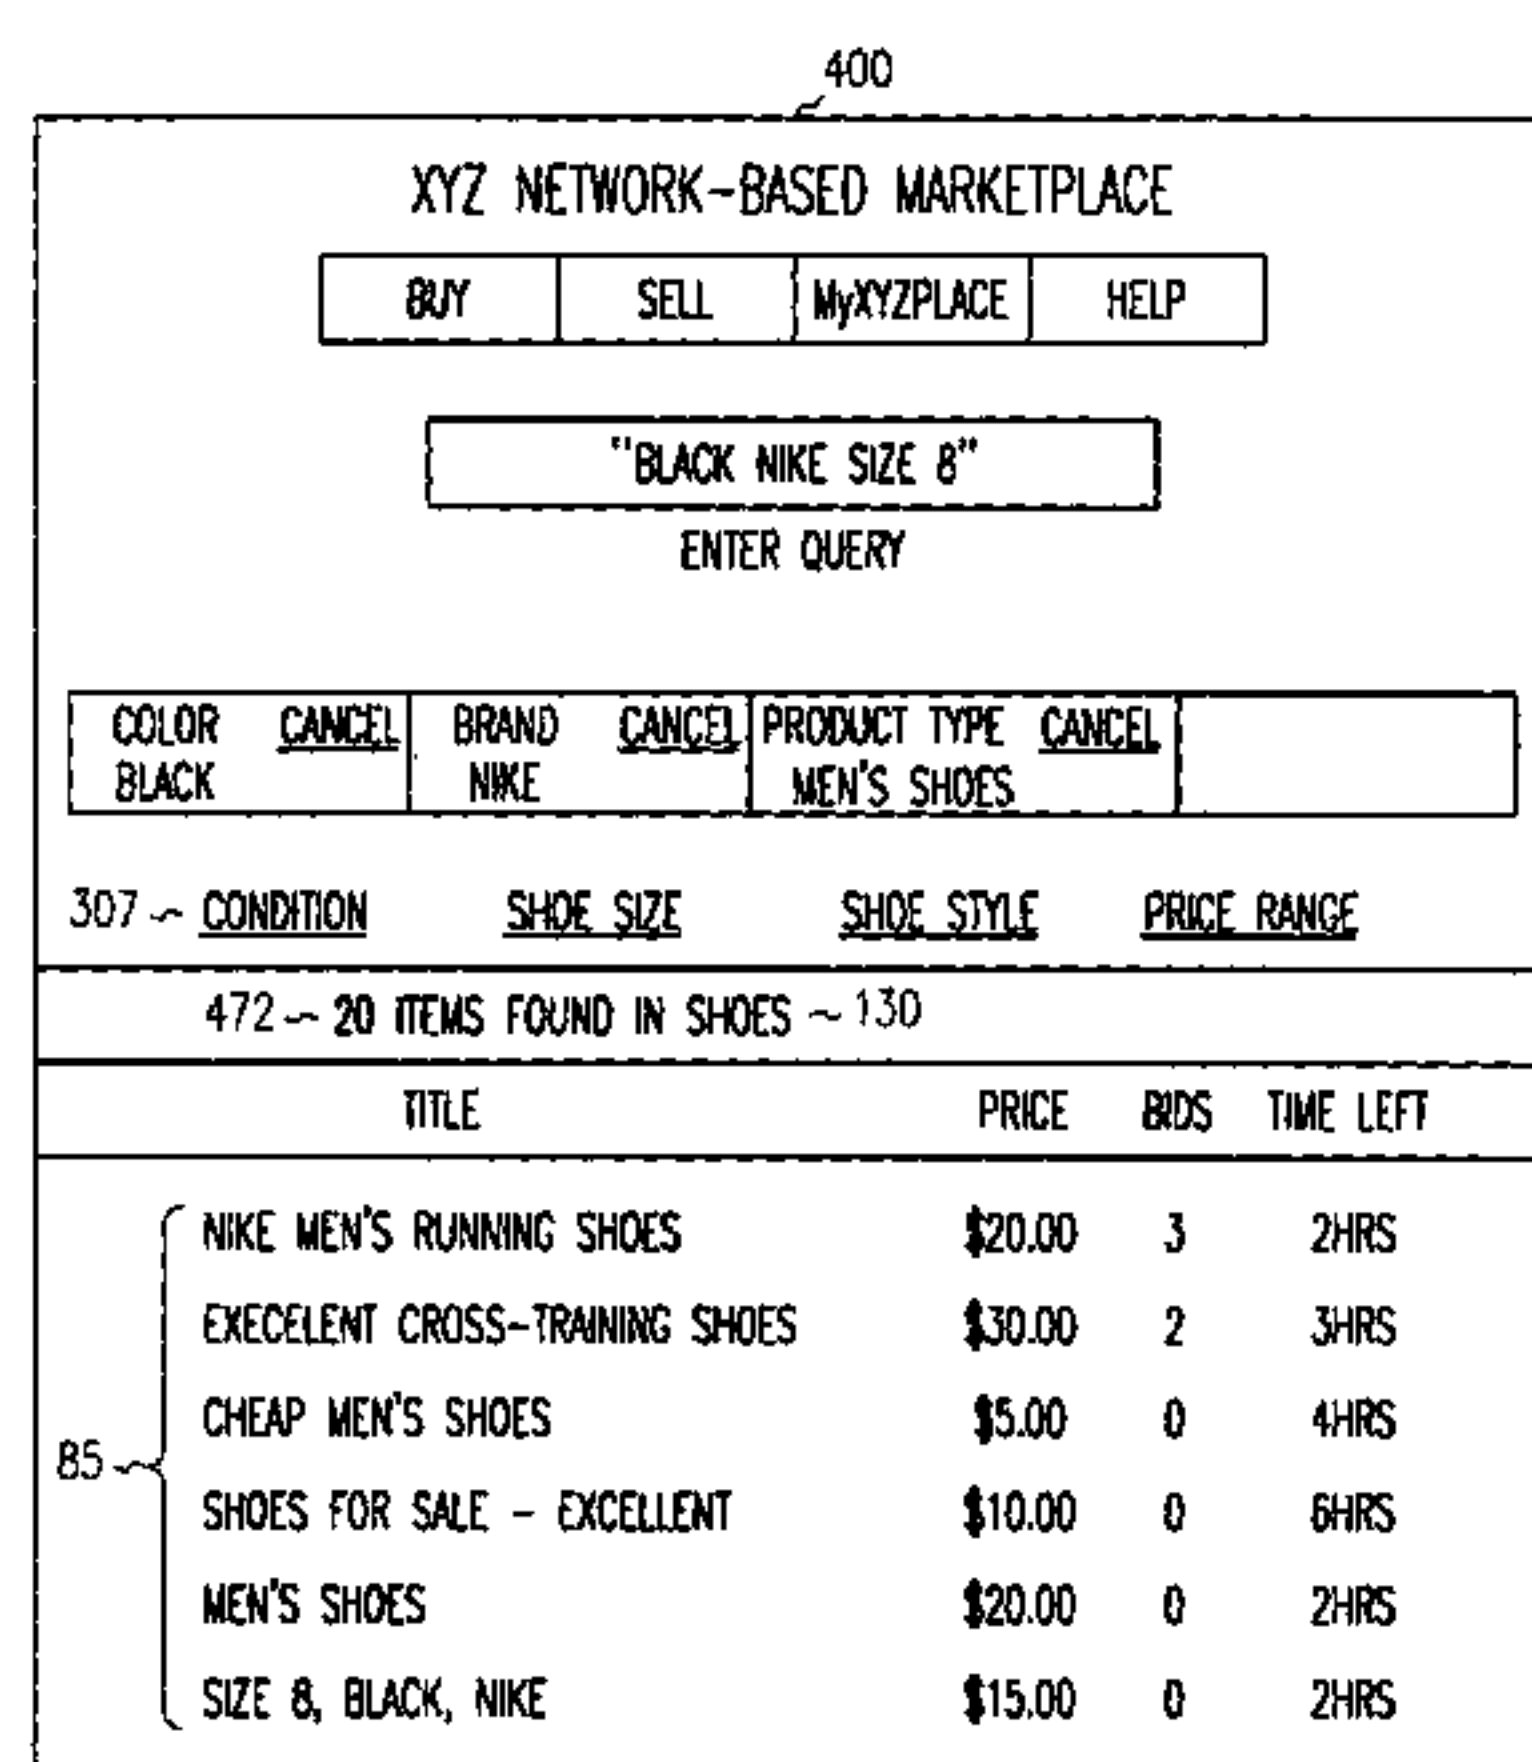 400
XYZ NETWORK-BASED MARKETPLACE
BUY SELL MyXYZPLACE HELP
"BLACK NIKE SIZE 8"
ENTER QUERY
COLOR CANCEL BRAND CANCEL PRODUCT TYPE CANCEL
BLACK NIKE MEN'S SHOES
307 ~ CONDITION SHOE SIZE SHOE STYLE PRICE RANGE
472 ~ 20 ITEMS FOUND IN SHOES ~ 130
TITLE PRICE BIDS TIME LEFT
NIKE MEN'S RUNNING SHOES $20.00 3 2HRS
EXECELENT CROSS-TRAINING SHOES $30.00 2 3HRS
CHEAP MEN'S SHOES $5.00 0 4HRS
85
SHOES FOR SALE - EXCELLENT $10.00 0 6HRS
MEN'S SHOES $20.00 0 2HRS
SIZE 8, BLACK, NIKE $15.00 0 2HRS